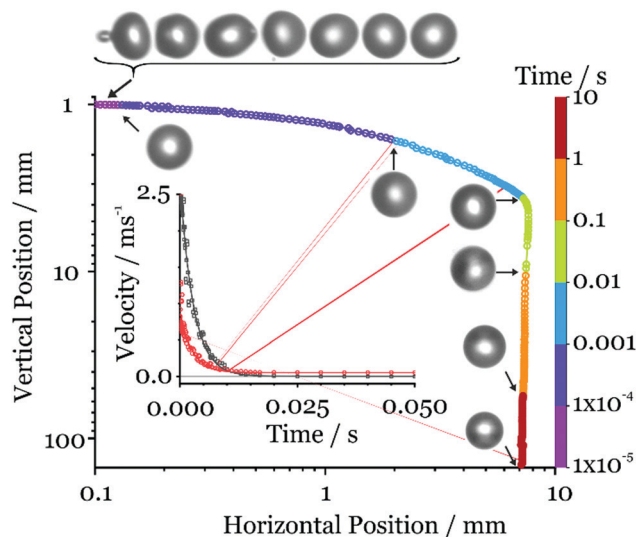 Time / s
10
1
0.1
0.01
0.001
1x10⁻⁴
1x10⁻⁵
Vertical Position / mm
1
10
100
Velocity / ms⁻¹
2.5
0.0
0.000
0.025
0.050
Time / s
0.1
1
10
Horizontal Position / mm